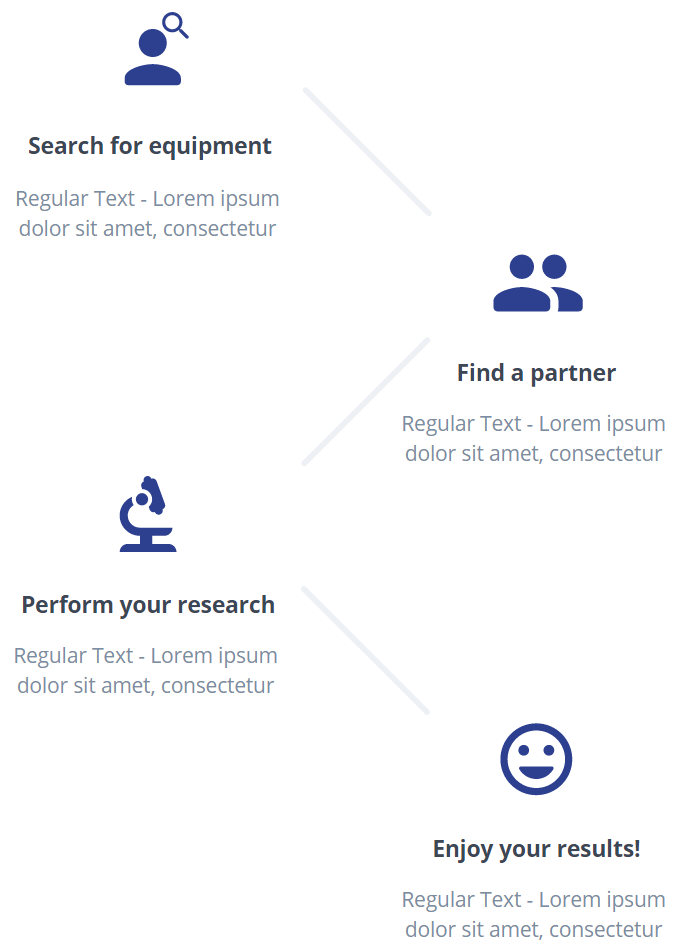 Search for equipment
Regular Text - Lorem ipsum
dolor sit amet, consectetur
Find a partner
Regular Text - Lorem ipsum
dolor sit amet, consectetur
Perform your research
Regular Text - Lorem ipsum
dolor sit amet, consectetur
Enjoy your results!
Regular Text - Lorem ipsum
dolor sit amet, consectetur